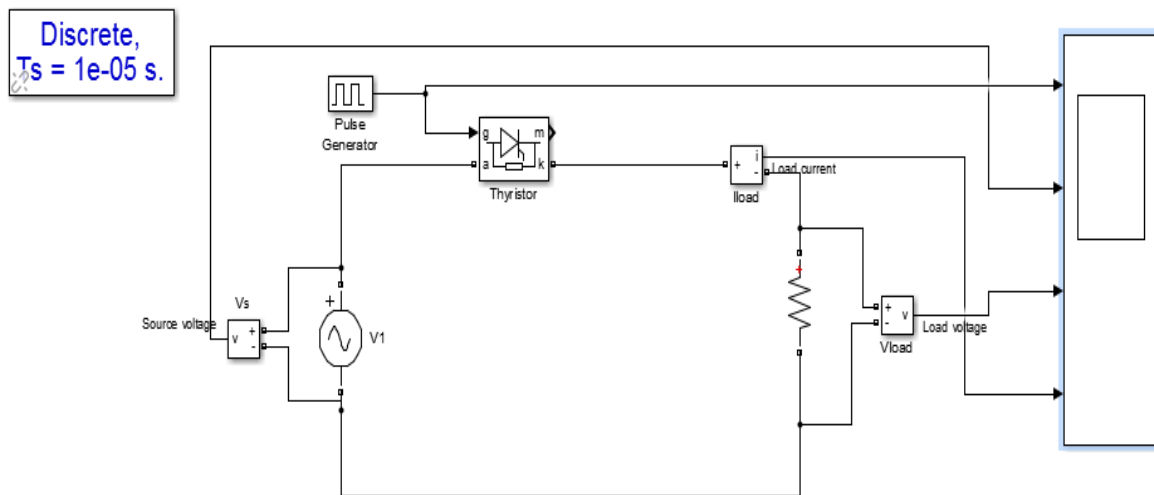 Discrete,
Ts = 1e-05 s.
Pulse
Generator
g
m
a
k
Thyristor
+
i
-
Load current
Iload
Vs
Source voltage
v
+
-
+
V1
+
+
-
v
Load voltage
Vload